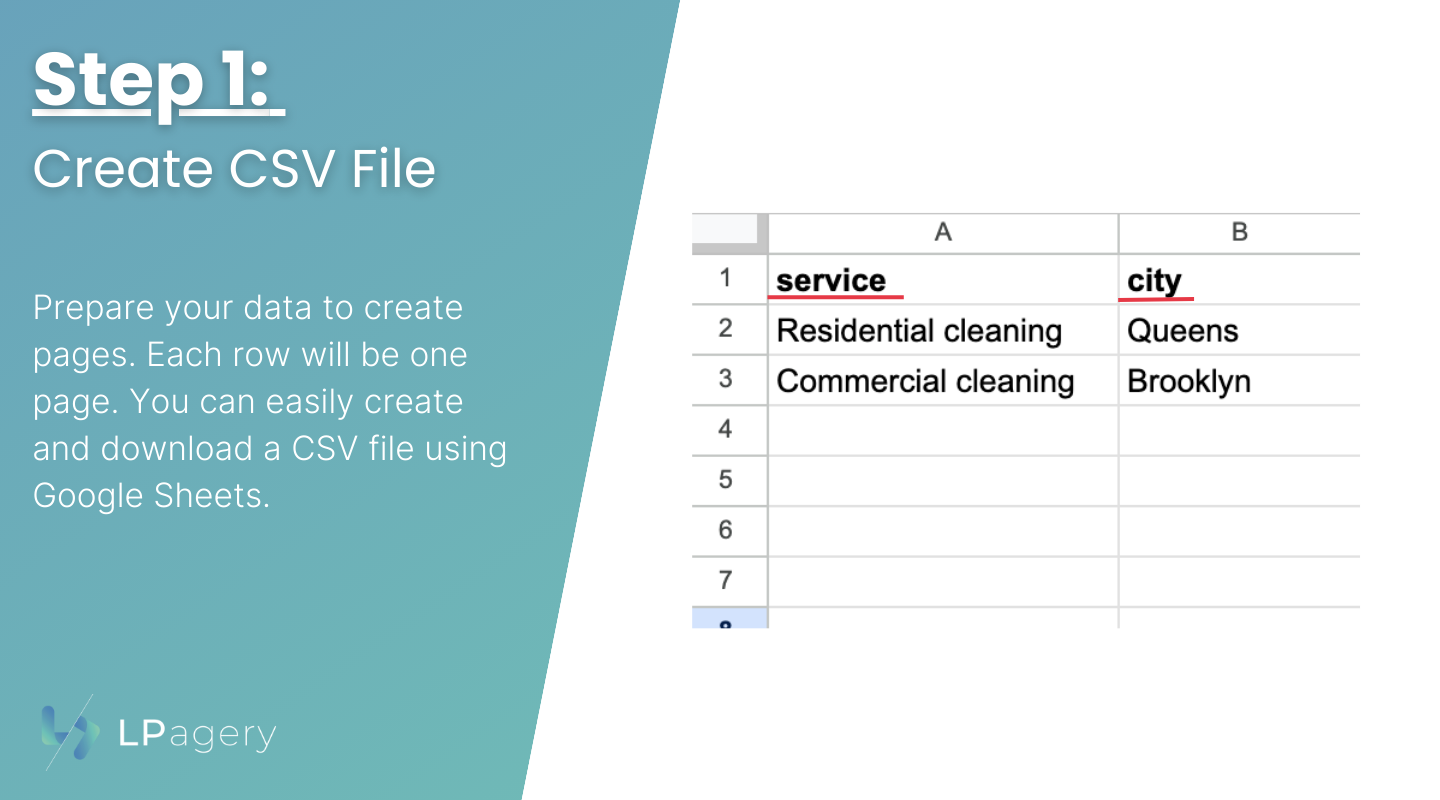 Step 1:
Create CSV File
Prepare your data to create
pages. Each row will be one
page. You can easily create
and download a CSV file using
Google Sheets.
LPagery
A B
1 service city
2 Residential cleaning Queens
3 Commercial cleaning Brooklyn
4
5
6
7
8